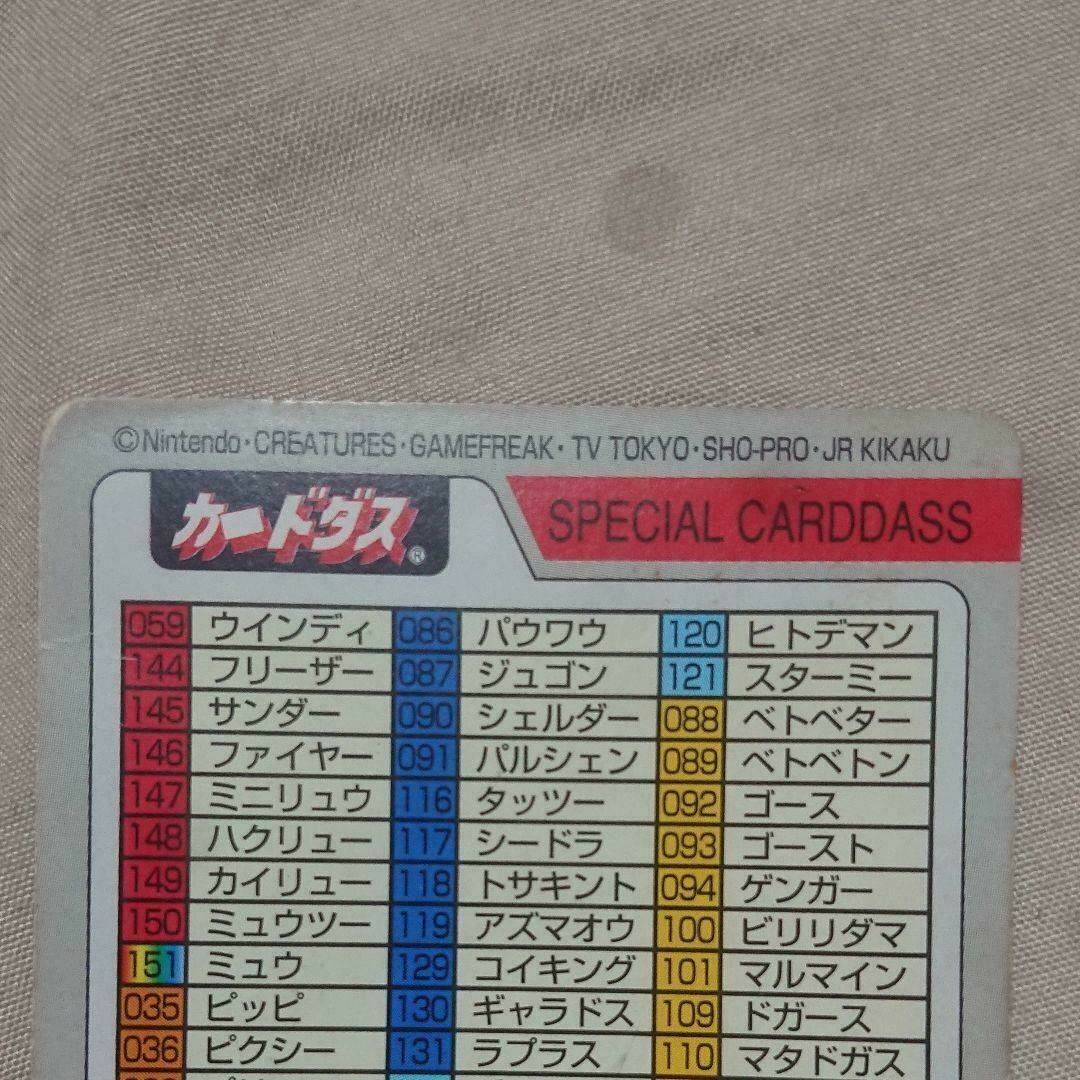 ©Nintendo・CREATURES・GAMEFREAK・TV TOKYO・SHO-PRO・JR KIKAKU
カードダス®
SPECIAL CARDDASS
059 ウインディ 086 パウワウ 120 ヒトデマン
144 フリーザー 087 ジュゴン 121 スターミー
145 サンダー 090 シェルダー 088 ベトベター
146 ファイヤー 091 パルシェン 089 ベトベトン
147 ミニリュウ 116 タッツー 092 ゴース
148 ハクリュー 117 シードラ 093 ゴースト
149 カイリュー 118 トサキント 094 ゲンガー
150 ミュウツー 119 アズマオウ 100 ビリリダマ
151 ミュウ 129 コイキング 101 マルマイン
035 ピッピ 130 ギャラドス 109 ドガース
036 ピクシー 131 ラプラス 110 マタドガス